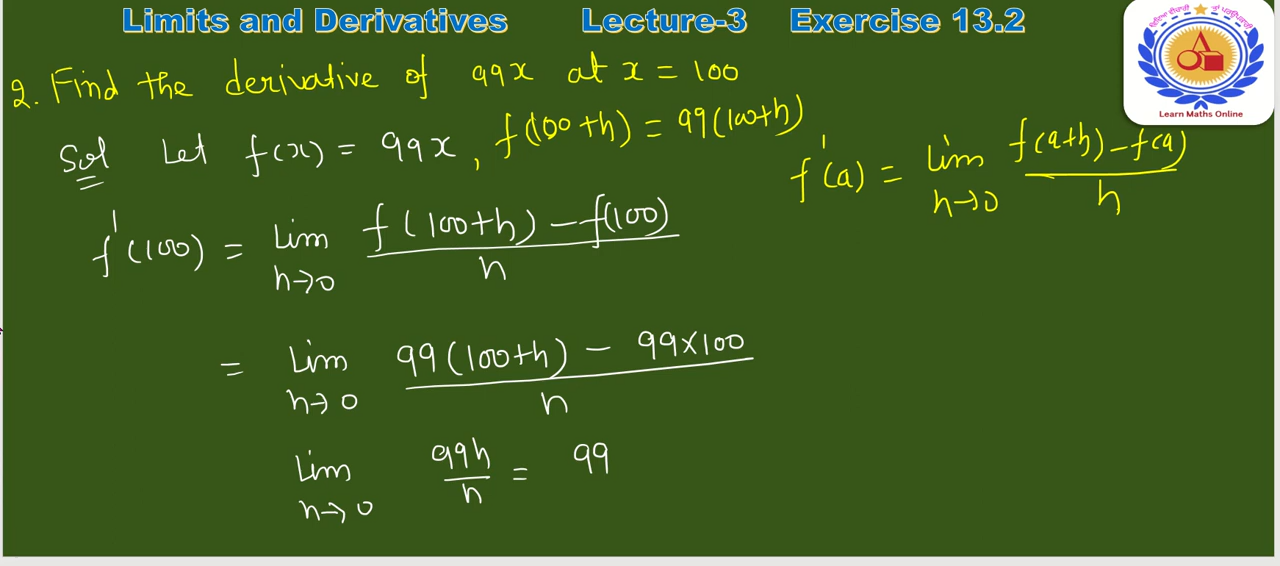 Limits and Derivatives Lecture-3 Exercise 13.2
Learn Maths Online
2. Find the derivative of 99x at x = 100
Sol Let f(x) = 99x, f(100+h) = 99(100+h)
f'(a) = lim h→0 f(a+h) - f(a) / h
f'(100) = Lim h→0 f(100+h) - f(100) / h
= Lim h→0 99(100+h) - 99×100 / h
Lim h→0 99h / h = 99